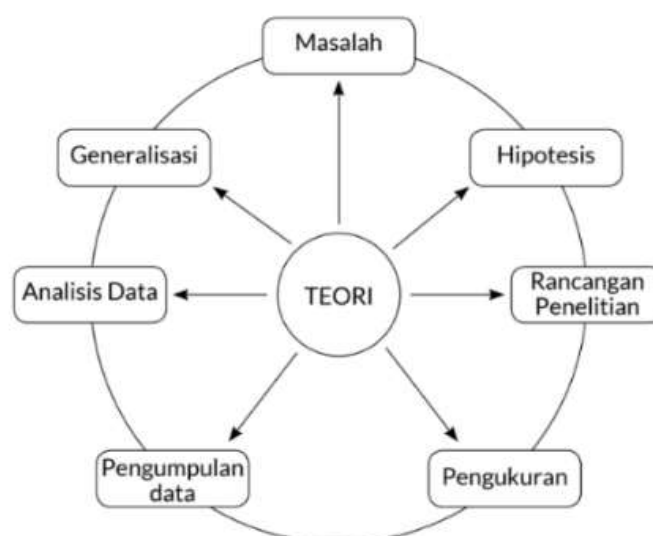 Masalah
Generalisasi
Hipotesis
Analisis Data
TEORI
Rancangan
Penelitian
Pengumpulan
data
Pengukuran